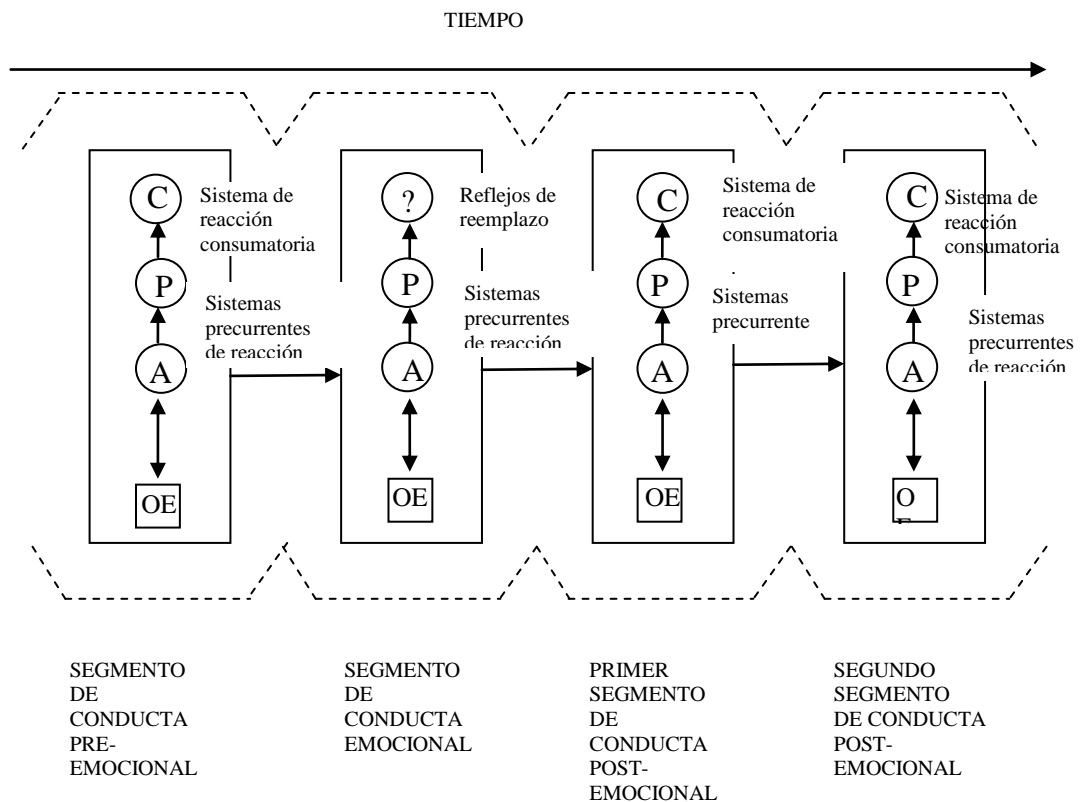 TIEMPO
C
Sistema de
reacción
consumatoria
P
Sistemas
precurrentes
de reacción
A
OE
?
Reflejos de
reemplazo
P
Sistemas
precurrentes
de reacción
A
OE
C
Sistema de
reacción
consumatoria
P
Sistemas
precurrente
A
OE
C
Sistema de
reacción
consumatoria
P
Sistemas
precurrentes
de reacción
A
O
SEGMENTO
DE
CONDUCTA
PRE-
EMOCIONAL
SEGMENTO
DE
CONDUCTA
EMOCIONAL
PRIMER
SEGMENTO
DE
CONDUCTA
POST-
EMOCIONAL
SEGUNDO
SEGMENTO
DE CONDUCTA
POST-
EMOCIONAL